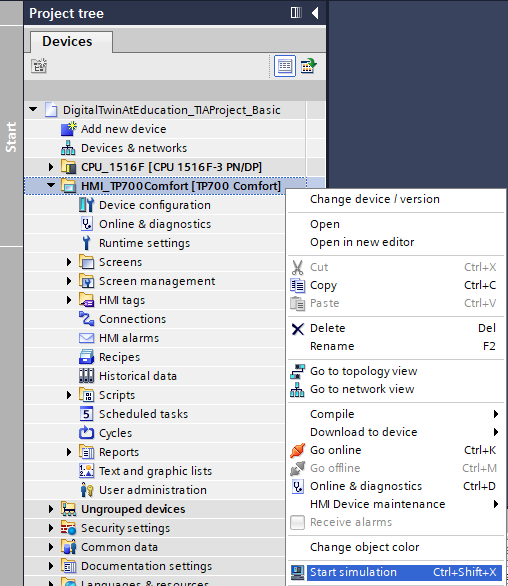 Project tree
Devices
Start
DigitalTwinAtEducation_TIAProject_Basic
Add new device
Devices & networks
CPU_1516F [CPU 1516F-3 PN/DP]
HMI_TP700Comfort [TP700 Comfort]
Device configuration
Online & diagnostics
Runtime settings
Screens
Screen management
HMI tags
Connections
HMI alarms
Recipes
Historical data
Scripts
Scheduled tasks
Cycles
Reports
Text and graphic lists
User administration
Ungrouped devices
Security settings
Common data
Documentation settings
Languages & resources
Change device / version
Open
Open in new editor
Cut Ctrl+X
Copy Ctrl+C
Paste Ctrl+V
Delete Del
Rename F2
Go to topology view
Go to network view
Compile
Download to device
Go online Ctrl+K
Go offline Ctrl+M
Online & diagnostics Ctrl+D
HMI Device maintenance
Receive alarms
Change object color
Start simulation Ctrl+Shift+X